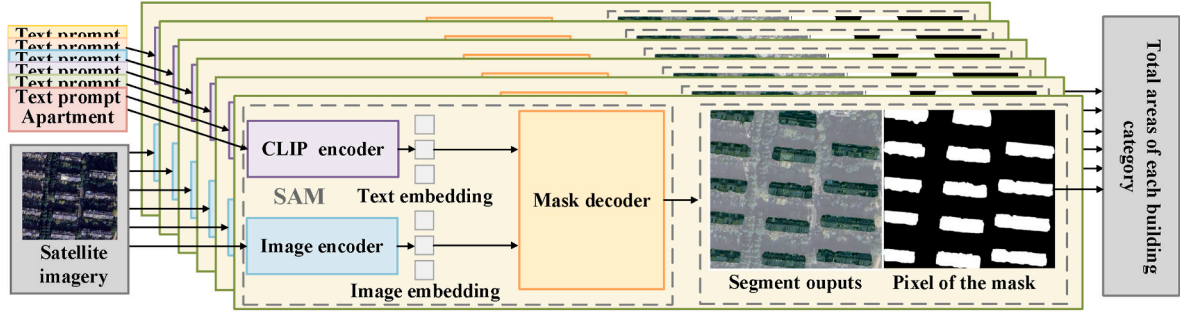 Text prompt
Text prompt
Text prompt
Text prompt
Text prompt
Text prompt
Apartment
Satellite
imagery
CLIP encoder
SAM
Text embedding
Image encoder
Image embedding
Mask decoder
Segment ouputs
Pixel of the mask
Total areas of each building
category